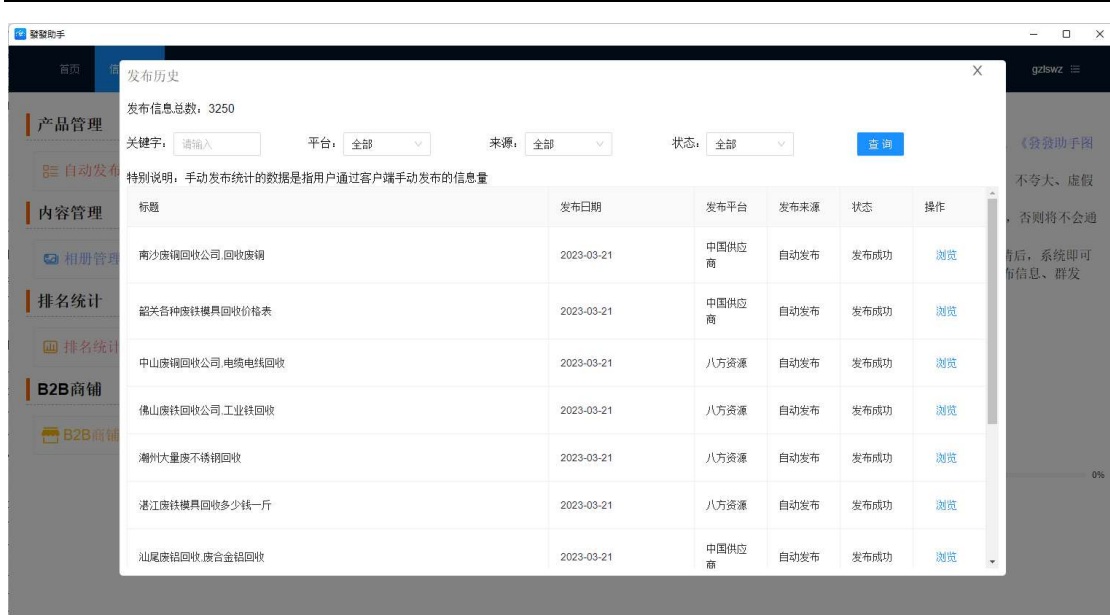 發發助手
首页
信
gzlswz
发布历史
X
发布信息总数：3250
关键字：
请输入
平台：
全部
来源：
全部
状态：
全部
查 询
特别说明：手动发布统计的数据是指用户通过客户端手动发布的信息量
标题 发布日期 发布平台 发布来源 状态 操作
南沙废铜回收公司,回收废铜 2023-03-21 中国供应商 自动发布 发布成功 浏览
韶关各种废铁模具回收价格表 2023-03-21 中国供应商 自动发布 发布成功 浏览
中山废铜回收公司,电缆电线回收 2023-03-21 八方资源 自动发布 发布成功 浏览
佛山废铁回收公司,工业铁回收 2023-03-21 八方资源 自动发布 发布成功 浏览
潮州大量废不锈钢回收 2023-03-21 八方资源 自动发布 发布成功 浏览
湛江废铁模具回收多少钱一斤 2023-03-21 八方资源 自动发布 发布成功 浏览
汕尾废铝回收,废合金铝回收 2023-03-21 中国供应商 自动发布 发布成功 浏览
产品管理
自动发布
内容管理
相册管理
排名统计
排名统计
B2B商铺
B2B商铺
《發發助手图
不夸大、虚假
，否则将不会通
后，系统即可
布信息、群发
0%